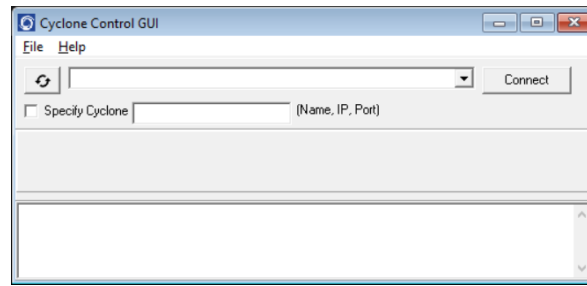 Cyclone Control GUI
File Help
Connect
Specify Cyclone (Name, IP, Port)